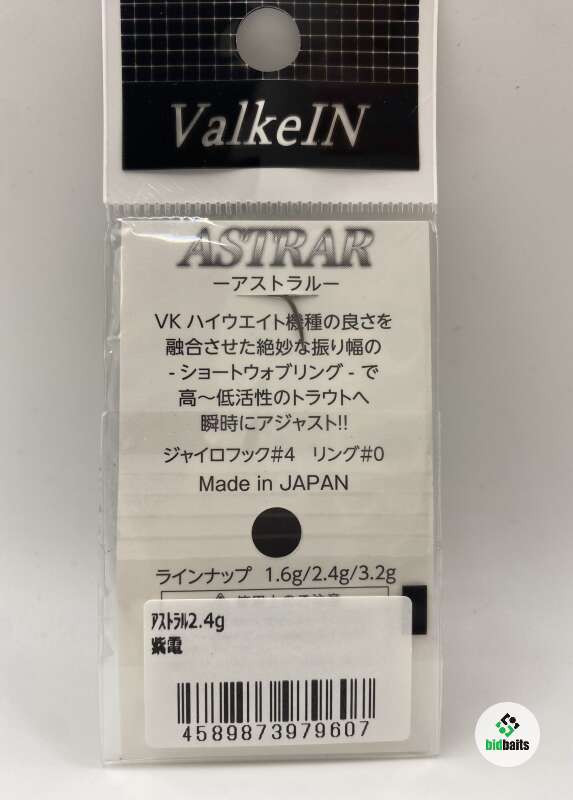 ValkeIN
ASTRAR
ーアストラルー
VK ハイウエイト機種の良さを
融合させた絶妙な振り幅の
- ショートウォブリング - で
高〜低活性のトラウトへ
瞬時にアジャスト!!
ジャイロフック#4 リング#0
Made in JAPAN
ラインナップ 1.6g/2.4g/3.2g
ｱｽﾄﾗﾙ2.4g
紫電
4589873979607
bidbaits